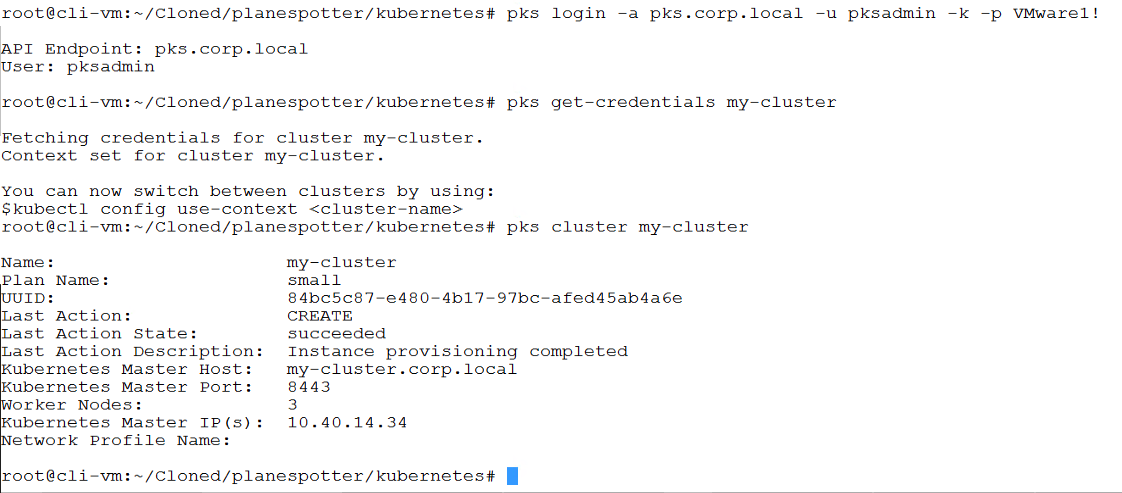 root@cli-vm:~/Cloned/planespotter/kubernetes# pks login -a pks.corp.local -u pksadmin -k -p VMware1!
API Endpoint: pks.corp.local
User: pksadmin
root@cli-vm:~/Cloned/planespotter/kubernetes# pks get-credentials my-cluster
Fetching credentials for cluster my-cluster.
Context set for cluster my-cluster.
You can now switch between clusters by using:
$kubectl config use-context <cluster-name>
root@cli-vm:~/Cloned/planespotter/kubernetes# pks cluster my-cluster
Name:                     my-cluster
Plan Name:                small
UUID:                     84bc5c87-e480-4b17-97bc-afed45ab4a6e
Last Action:              CREATE
Last Action State:        succeeded
Last Action Description:  Instance provisioning completed
Kubernetes Master Host:   my-cluster.corp.local
Kubernetes Master Port:   8443
Worker Nodes:             3
Kubernetes Master IP(s):  10.40.14.34
Network Profile Name:
root@cli-vm:~/Cloned/planespotter/kubernetes#